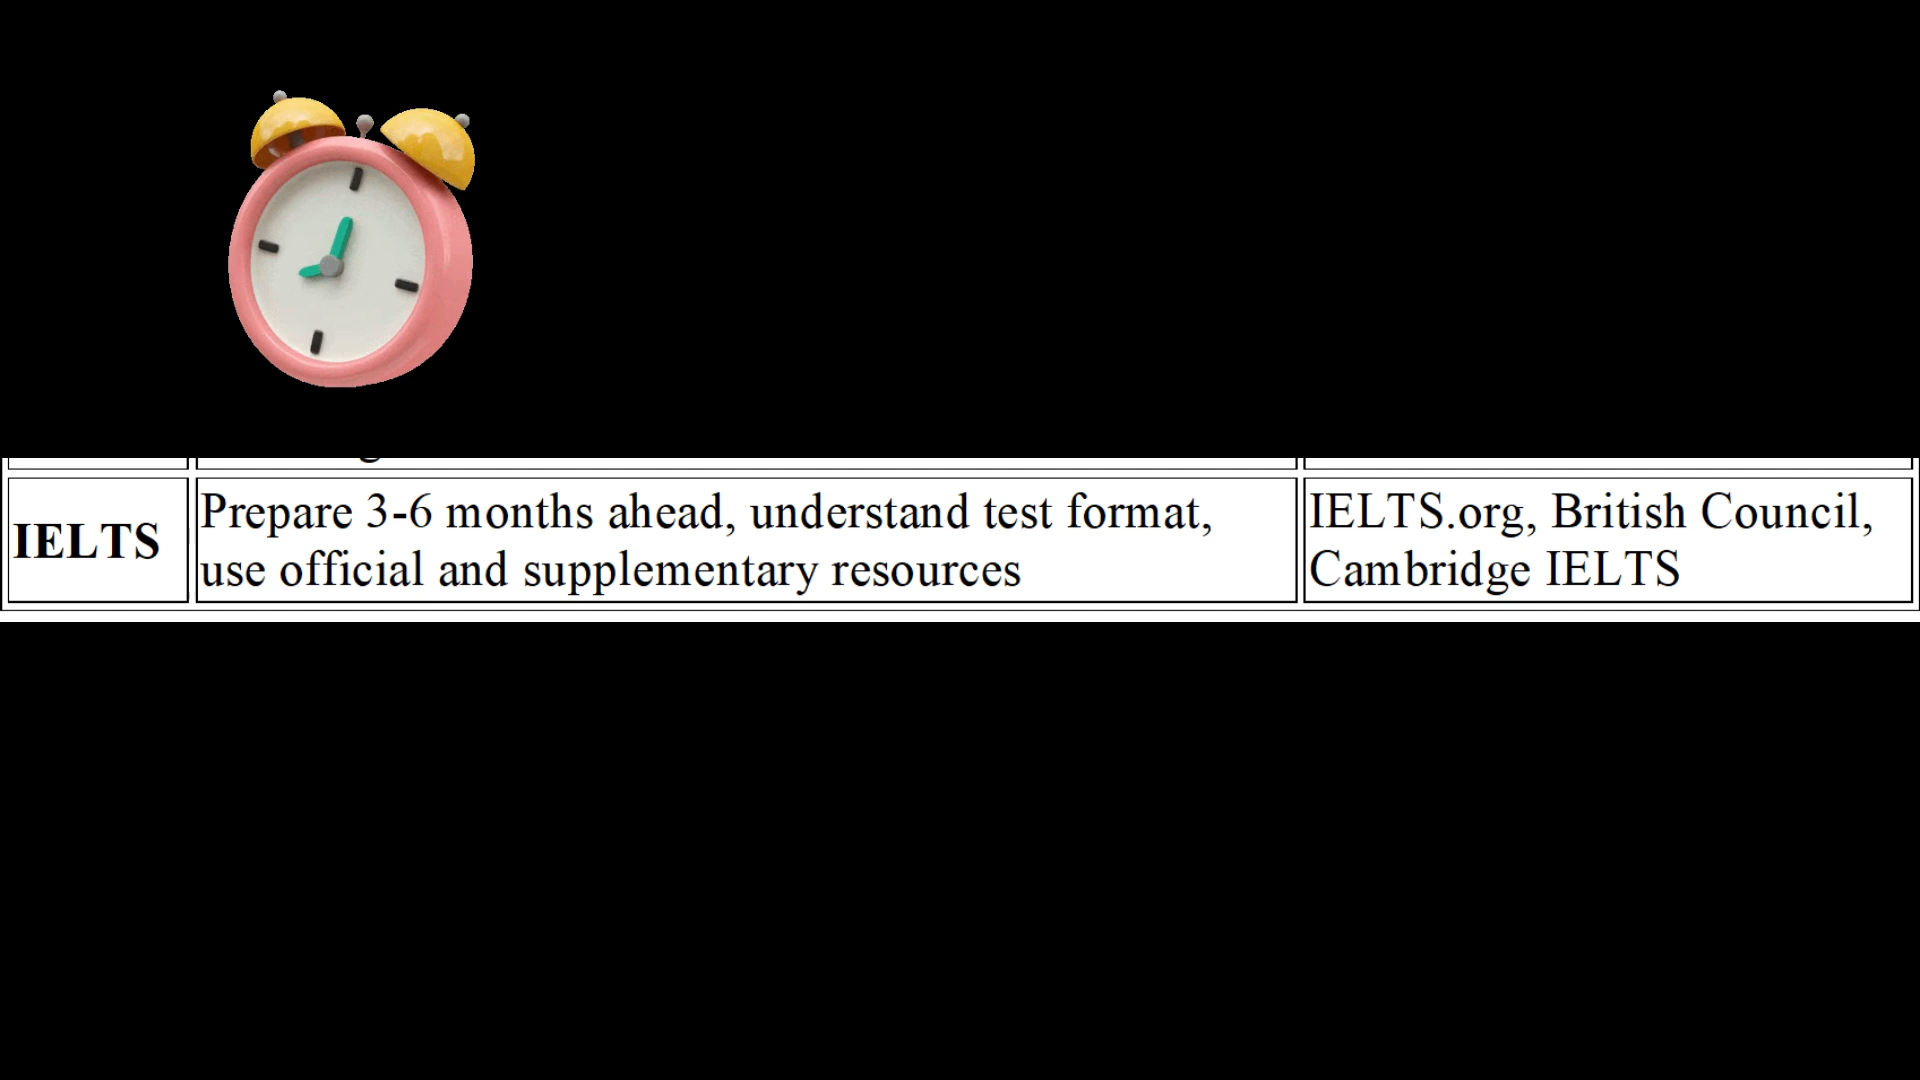 IELTS
Prepare 3-6 months ahead, understand test format,
use official and supplementary resources
IELTS.org, British Council,
Cambridge IELTS